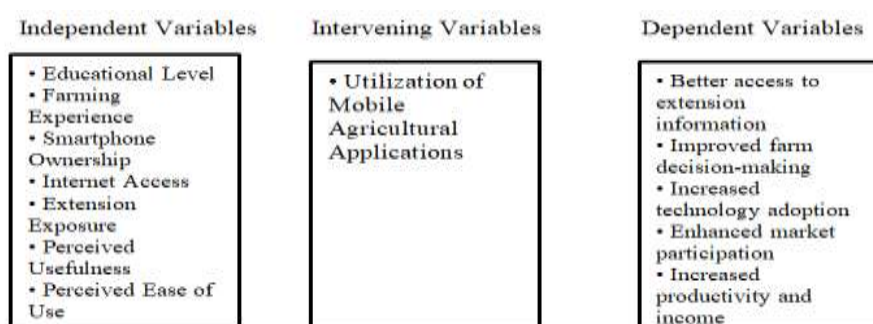 Independent Variables
• Educational Level
• Farming
Experience
• Smartphone
Ownership
• Internet Access
• Extension
Exposure
• Perceived
Usefulness
• Perceived Ease of
Use
Intervening Variables
• Utilization of
Mobile
Agricultural
Applications
Dependent Variables
• Better access to
extension
information
• Improved farm
decision-making
• Increased
technology adoption
• Enhanced market
participation
• Increased
productivity and
income